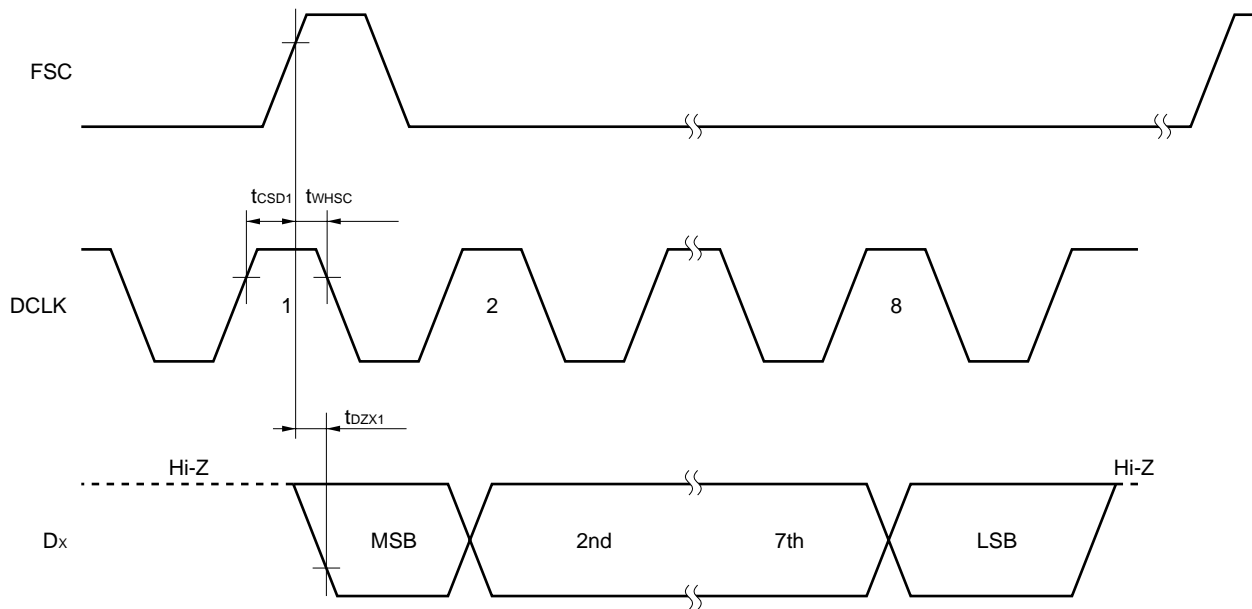 FSC
tCSD1 tWHSC
DCLK 1 2 8
tDZX1
Hi-Z Hi-Z
DX MSB 2nd 7th LSB